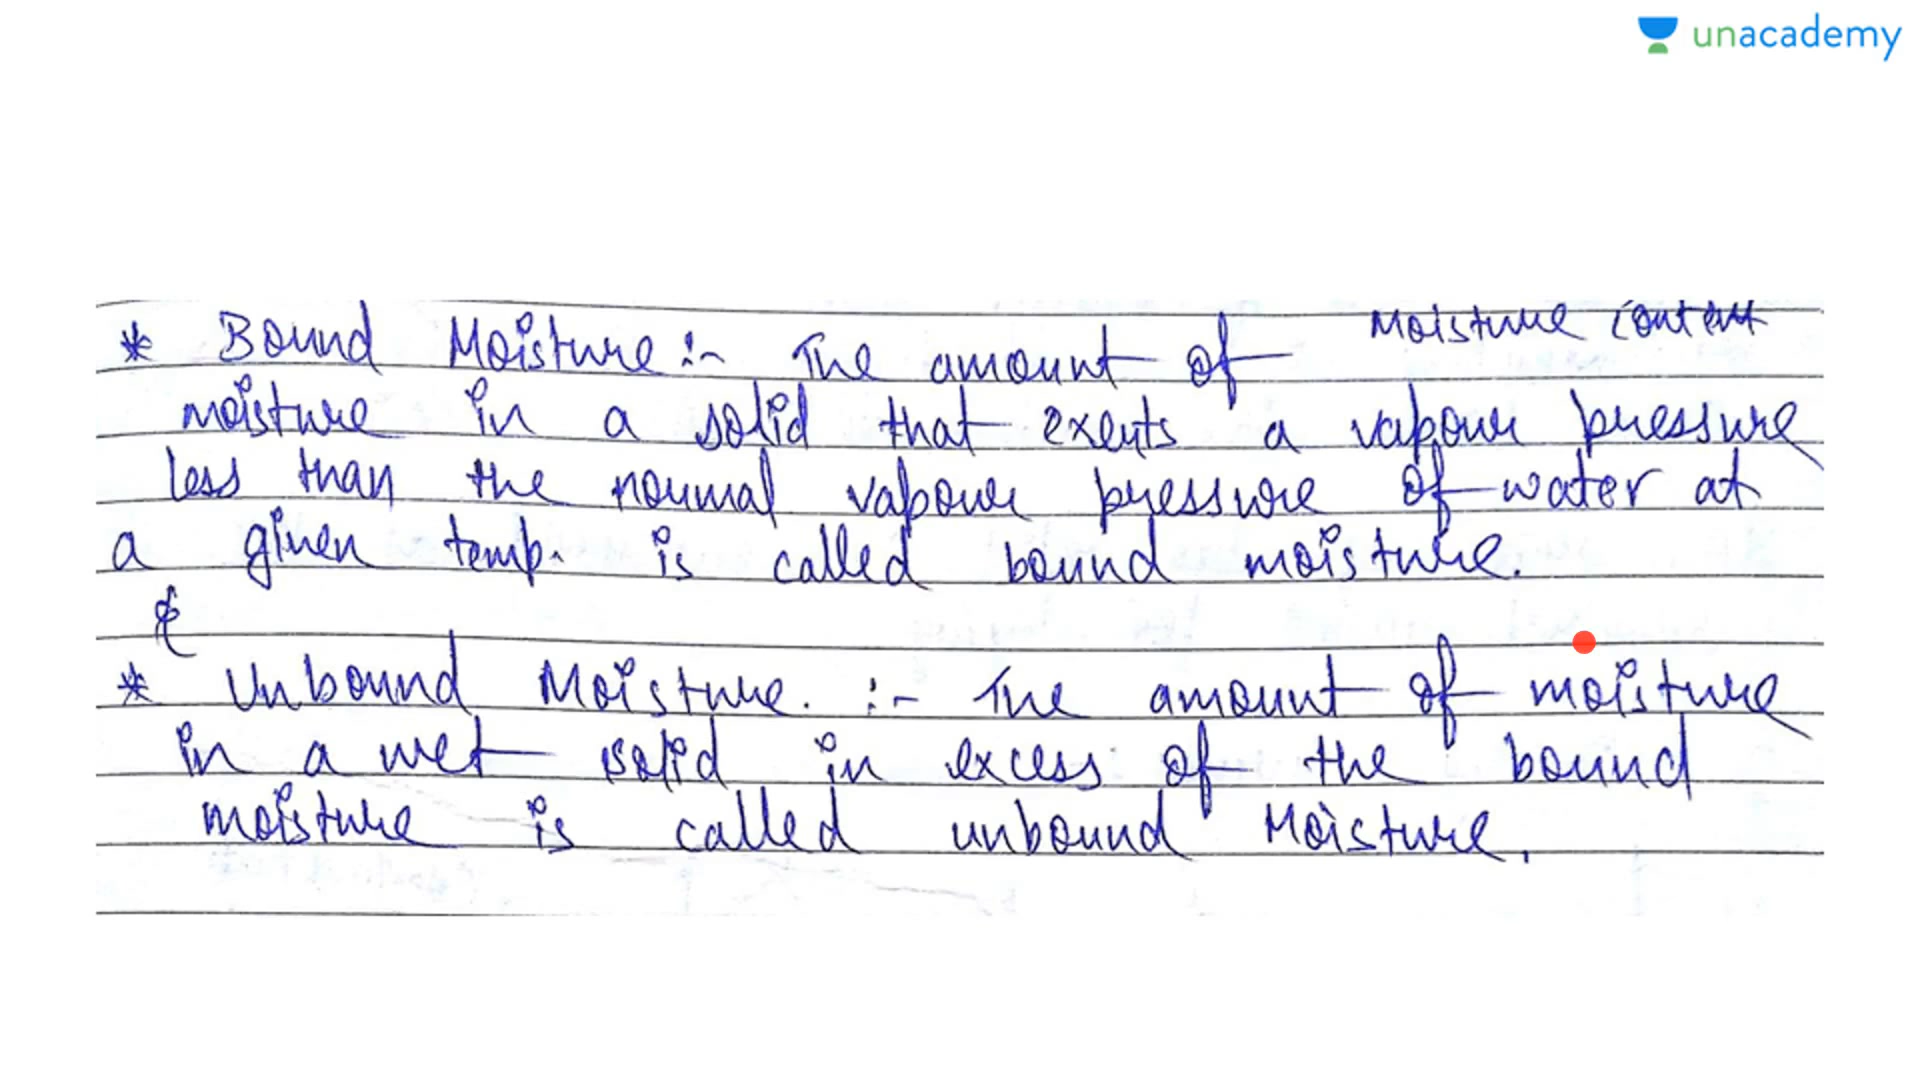 unacademy
Moisture content
* Bound Moisture :- The amount of
moisture in a solid that exerts a vapour pressure
less than the normal vapour pressure of water at
a given temp. is called bound moisture.
* Unbound Moisture. :- The amount of moisture
in a wet solid in excess of the bound
moisture is called unbound Moisture.